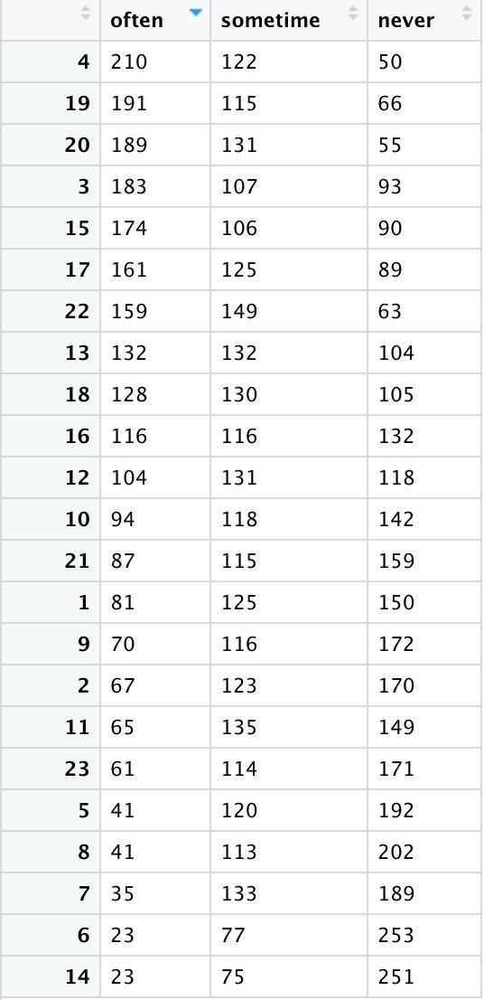 often sometime never
4 210 122 50
19 191 115 66
20 189 131 55
3 183 107 93
15 174 106 90
17 161 125 89
22 159 149 63
13 132 132 104
18 128 130 105
16 116 116 132
12 104 131 118
10 94 118 142
21 87 115 159
1 81 125 150
9 70 116 172
2 67 123 170
11 65 135 149
23 61 114 171
5 41 120 192
8 41 113 202
7 35 133 189
6 23 77 253
14 23 75 251